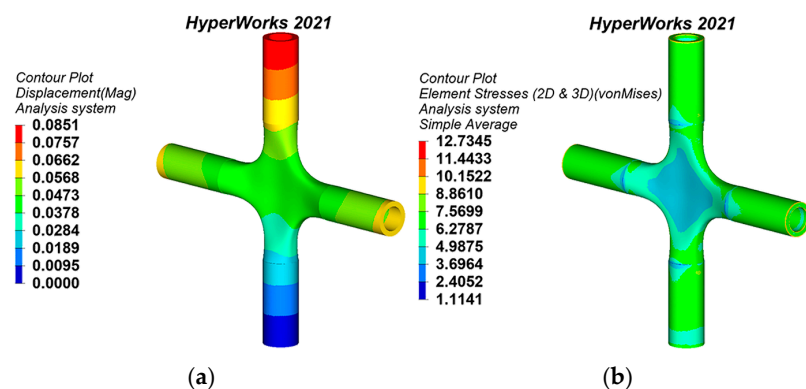 HyperWorks 2021
Contour Plot
Displacement(Mag)
Analysis system
0.0851
0.0757
0.0662
0.0568
0.0473
0.0378
0.0284
0.0189
0.0095
0.0000
(a)
HyperWorks 2021
Contour Plot
Element Stresses (2D & 3D)(vonMises)
Analysis system
Simple Average
12.7345
11.4433
10.1522
8.8610
7.5699
6.2787
4.9875
3.6964
2.4052
1.1141
(b)